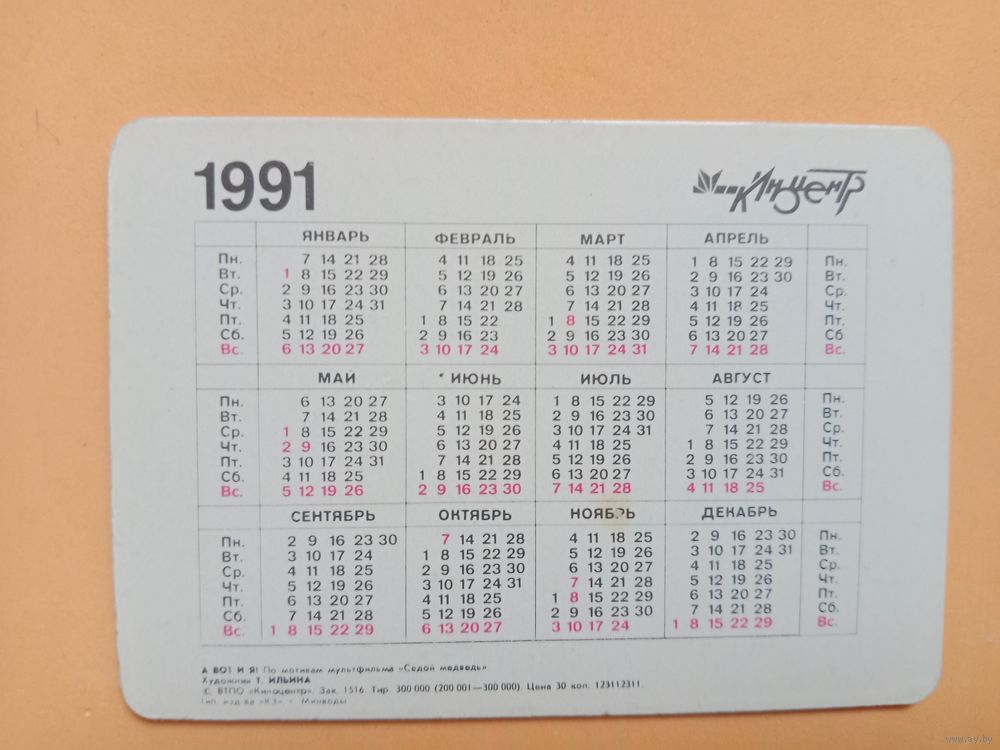 1991
Киноцентр
ЯНВАРЬ ФЕВРАЛЬ МАРТ АПРЕЛЬ
Пн. 7 14 21 28 4 11 18 25 4 11 18 25 1 8 15 22 29 Пн.
Вт. 1 8 15 22 29 5 12 19 26 5 12 19 26 2 9 16 23 30 Вт.
Ср. 2 9 16 23 30 6 13 20 27 6 13 20 27 3 10 17 24 Ср.
Чт. 3 10 17 24 31 7 14 21 28 7 14 21 28 4 11 18 25 Чт.
Пт. 4 11 18 25 1 8 15 22 1 8 15 22 29 5 12 19 26 Пт.
Сб. 5 12 19 26 2 9 16 23 2 9 16 23 30 6 13 20 27 Сб.
Вс. 6 13 20 27 3 10 17 24 3 10 17 24 31 7 14 21 28 Вс.
МАЙ ИЮНЬ ИЮЛЬ АВГУСТ
Пн. 6 13 20 27 3 10 17 24 1 8 15 22 29 5 12 19 26 Пн.
Вт. 7 14 21 28 4 11 18 25 2 9 16 23 30 6 13 20 27 Вт.
Ср. 1 8 15 22 29 5 12 19 26 3 10 17 24 31 7 14 21 28 Ср.
Чт. 2 9 16 23 30 6 13 20 27 4 11 18 25 1 8 15 22 29 Чт.
Пт. 3 10 17 24 31 7 14 21 28 5 12 19 26 2 9 16 23 30 Пт.
Сб. 4 11 18 25 1 8 15 22 29 6 13 20 27 3 10 17 24 31 Сб.
Вс. 5 12 19 26 2 9 16 23 30 7 14 21 28 4 11 18 25 Вс.
СЕНТЯБРЬ ОКТЯБРЬ НОЯБРЬ ДЕКАБРЬ
Пн. 2 9 16 23 30 7 14 21 28 4 11 18 25 2 9 16 23 30 Пн.
Вт. 3 10 17 24 1 8 15 22 29 5 12 19 26 3 10 17 24 31 Вт.
Ср. 4 11 18 25 2 9 16 23 30 6 13 20 27 4 11 18 25 Ср.
Чт. 5 12 19 26 3 10 17 24 31 7 14 21 28 5 12 19 26 Чт.
Пт. 6 13 20 27 4 11 18 25 1 8 15 22 29 6 13 20 27 Пт.
Сб. 7 14 21 28 5 12 19 26 2 9 16 23 30 7 14 21 28 Сб.
Вс. 1 8 15 22 29 6 13 20 27 3 10 17 24 1 8 15 22 29 Вс.
А ВОТ И Я! По мотивам мультфильма «Седой медведь»
Художник Т. ИЛЬИНА
(С. ВТПО «Киноцентр». Зак. 1516. Тир. 300 000 (200 001—300 000). Цена 30 коп. 123112311.
Тип. изд-ва «КЗ», г. Минводы
www.ay.by